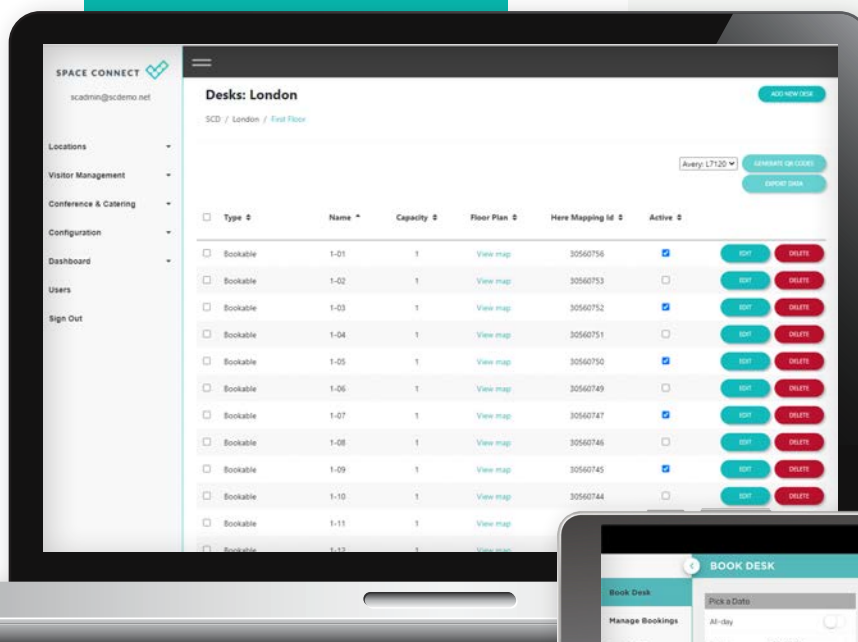 SPACE CONNECT
scadmin@scdemo.net
Locations
Visitor Management
Conference & Catering
Configuration
Dashboard
Users
Sign Out
Desks: London
ADD NEW DESK
SCD / London / First Floor
Avery: L7120
GENERATE QR CODES
EXPORT DATA
Type Name Capacity Floor Plan Here Mapping Id Active
Bookable 1-01 1 View map 30560756 EDIT DELETE
Bookable 1-02 1 View map 30560753 EDIT DELETE
Bookable 1-03 1 View map 30560752 EDIT DELETE
Bookable 1-04 1 View map 30560751 EDIT DELETE
Bookable 1-05 1 View map 30560750 EDIT DELETE
Bookable 1-06 1 View map 30560749 EDIT DELETE
Bookable 1-07 1 View map 30560747 EDIT DELETE
Bookable 1-08 1 View map 30560746 EDIT DELETE
Bookable 1-09 1 View map 30560745 EDIT DELETE
Bookable 1-10 1 View map 30560744 EDIT DELETE
Bookable 1-11 1 View map
Bookable 1-12 1 View map
BOOK DESK
Book Desk
Pick a Date
Manage Bookings
All-day